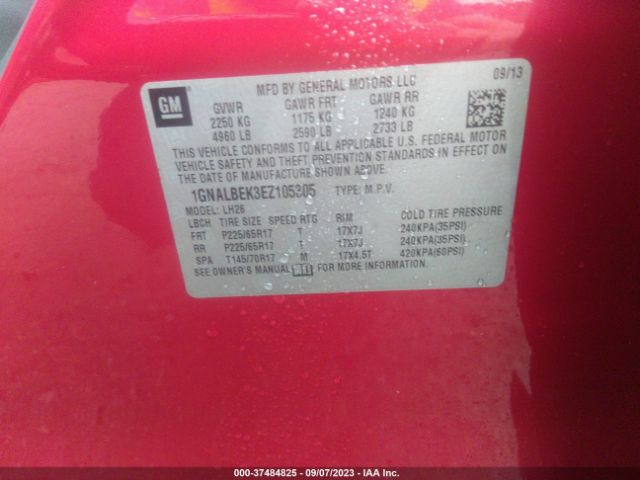 GM
MFD BY GENERAL MOTORS LLC 09/13
GVWR GAWR FRT GAWR RR
2250 KG 1175 KG 1240 KG
4960 LB 2590 LB 2733 LB
THIS VEHICLE CONFORMS TO ALL APPLICABLE U.S. FEDERAL MOTOR
VEHICLE SAFETY AND THEFT PREVENTION STANDARDS IN EFFECT ON
THE DATE OF MANUFACTURE SHOWN ABOVE.
1GNALBEK3EZ105305 TYPE: M.P.V.
MODEL: LH26
LBCH TIRE SIZE SPEED RTG RIM COLD TIRE PRESSURE
FRT P225/65R17 T 17X7J 240KPA(35PSI)
RR P225/65R17 T 17X7J 240KPA(35PSI)
SPA T145/70R17 M 17X4.5T 420KPA(60PSI)
SEE OWNER'S MANUAL FOR MORE INFORMATION.
000-37484825 - 09/07/2023 - IAA Inc.